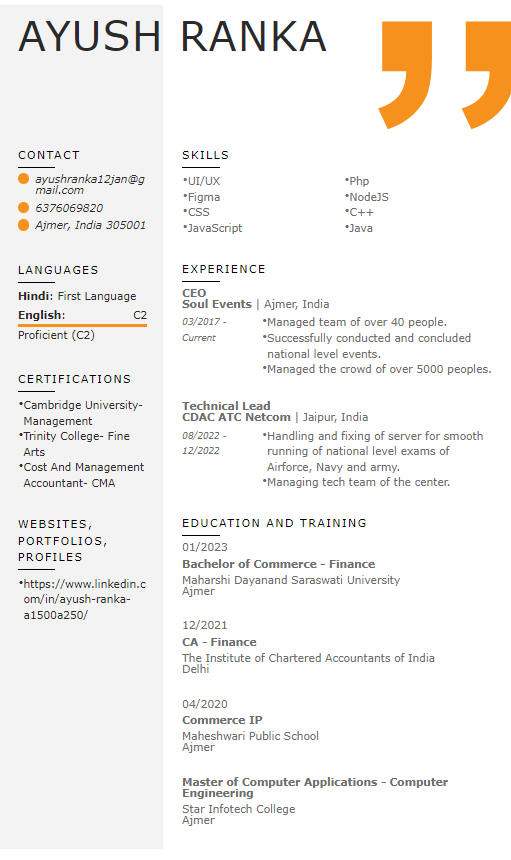 AYUSH RANKA
CONTACT
ayushranka12jan@g
mail.com
6376069820
Ajmer, India 305001
LANGUAGES
Hindi: First Language
English: C2
Proficient (C2)
CERTIFICATIONS
•Cambridge University-
Management
•Trinity College- Fine
Arts
•Cost And Management
Accountant- CMA
WEBSITES,
PORTFOLIOS,
PROFILES
•https://www.linkedin.c
om/in/ayush-ranka-
a1500a250/
SKILLS
•UI/UX
•Figma
•CSS
•JavaScript
•Php
•NodeJS
•C++
•Java
EXPERIENCE
CEO
Soul Events | Ajmer, India
03/2017 -
Current
•Managed team of over 40 people.
•Successfully conducted and concluded
national level events.
•Managed the crowd of over 5000 peoples.
Technical Lead
CDAC ATC Netcom | Jaipur, India
08/2022 -
12/2022
•Handling and fixing of server for smooth
running of national level exams of
Airforce, Navy and army.
•Managing tech team of the center.
EDUCATION AND TRAINING
01/2023
Bachelor of Commerce - Finance
Maharshi Dayanand Saraswati University
Ajmer
12/2021
CA - Finance
The Institute of Chartered Accountants of India
Delhi
04/2020
Commerce IP
Maheshwari Public School
Ajmer
Master of Computer Applications - Computer
Engineering
Star Infotech College
Ajmer